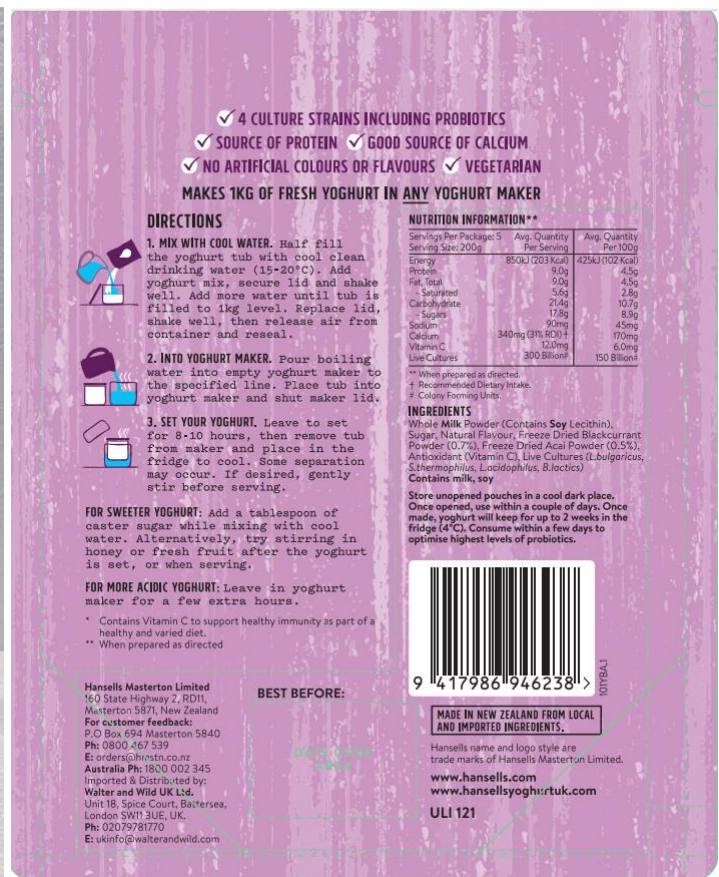 4 CULTURE STRAINS INCLUDING PROBIOTICS
SOURCE OF PROTEIN GOOD SOURCE OF CALCIUM
NO ARTIFICIAL COLOURS OR FLAVOURS VEGETARIAN
MAKES 1KG OF FRESH YOGHURT IN ANY YOGHURT MAKER
DIRECTIONS
1. MIX WITH COOL WATER. Half fill
the yoghurt tub with cool clean
drinking water (15-20°C). Add
yoghurt mix, secure lid and shake
well. Add more water until tub is
filled to 1kg level. Replace lid,
shake well, then release air from
container and reseal.
2. INTO YOGHURT MAKER. Pour boiling
water into empty yoghurt maker to
the specified line. Place tub into
yoghurt maker and shut maker lid.
3. SET YOUR YOGHURT. Leave to set
for 8-10 hours, then remove tub
from maker and place in the
fridge to cool. Some separation
may occur. If desired, gently
stir before serving.
FOR SWEETER YOGHURT: Add a tablespoon of
caster sugar while mixing with cool
water. Alternatively, try stirring in
honey or fresh fruit after the yoghurt
is set, or when serving.
FOR MORE ACIDIC YOGHURT: Leave in yoghurt
maker for a few extra hours.
* Contains Vitamin C to support healthy immunity as part of a
healthy and varied diet.
** When prepared as directed
NUTRITION INFORMATION**
Servings Per Package: 5 Avg. Quantity Avg. Quantity
Serving Size: 200g Per Serving Per 100g
Energy 850kJ (203 Kcal) 425kJ (102 Kcal)
Protein 9.0g 4.5g
Fat, Total 9.0g 4.5g
- Saturated 5.6g 2.8g
Carbohydrate 21.4g 10.7g
- Sugars 17.8g 8.9g
Sodium 90mg 45mg
Calcium 340mg (31% RDI) † 170mg
Vitamin C 12.0mg 6.0mg
Live Cultures 300 Billion# 150 Billion#
** When prepared as directed.
† Recommended Dietary Intake.
# Colony Forming Units.
INGREDIENTS
Whole Milk Powder (Contains Soy Lecithin),
Sugar, Natural Flavour, Freeze Dried Blackcurrant
Powder (0.7%), Freeze Dried Acai Powder (0.5%),
Antioxidant (Vitamin C), Live Cultures (L.bulgaricus,
S.thermophilus, L.acidophilus, B.lactis)
Contains milk, soy
Store unopened pouches in a cool dark place.
Once opened, use within a couple of days. Once
made, yoghurt will keep for up to 2 weeks in the
fridge (4°C). Consume within a few days to
optimise highest levels of probiotics.
9 417986 946238 >
101YBA.1
Hansells Masterton Limited
160 State Highway 2, RD11,
Masterton 5871, New Zealand
For customer feedback:
P.O Box 694 Masterton 5840
Ph: 0800 467 539
E: orders@hnstn.co.nz
Australia Ph: 1800 002 345
Imported & Distributed by:
Walter and Wild UK Ltd.
Unit 18, Spice Court, Battersea,
London SW11 3UE, UK.
Ph: 02079781770
E: ukinfo@walterandwild.com
BEST BEFORE:
MADE IN NEW ZEALAND FROM LOCAL
AND IMPORTED INGREDIENTS.
Hansells name and logo style are
trade marks of Hansells Masterton Limited.
www.hansells.com
www.hansellsyoghurtuk.com
ULI 121